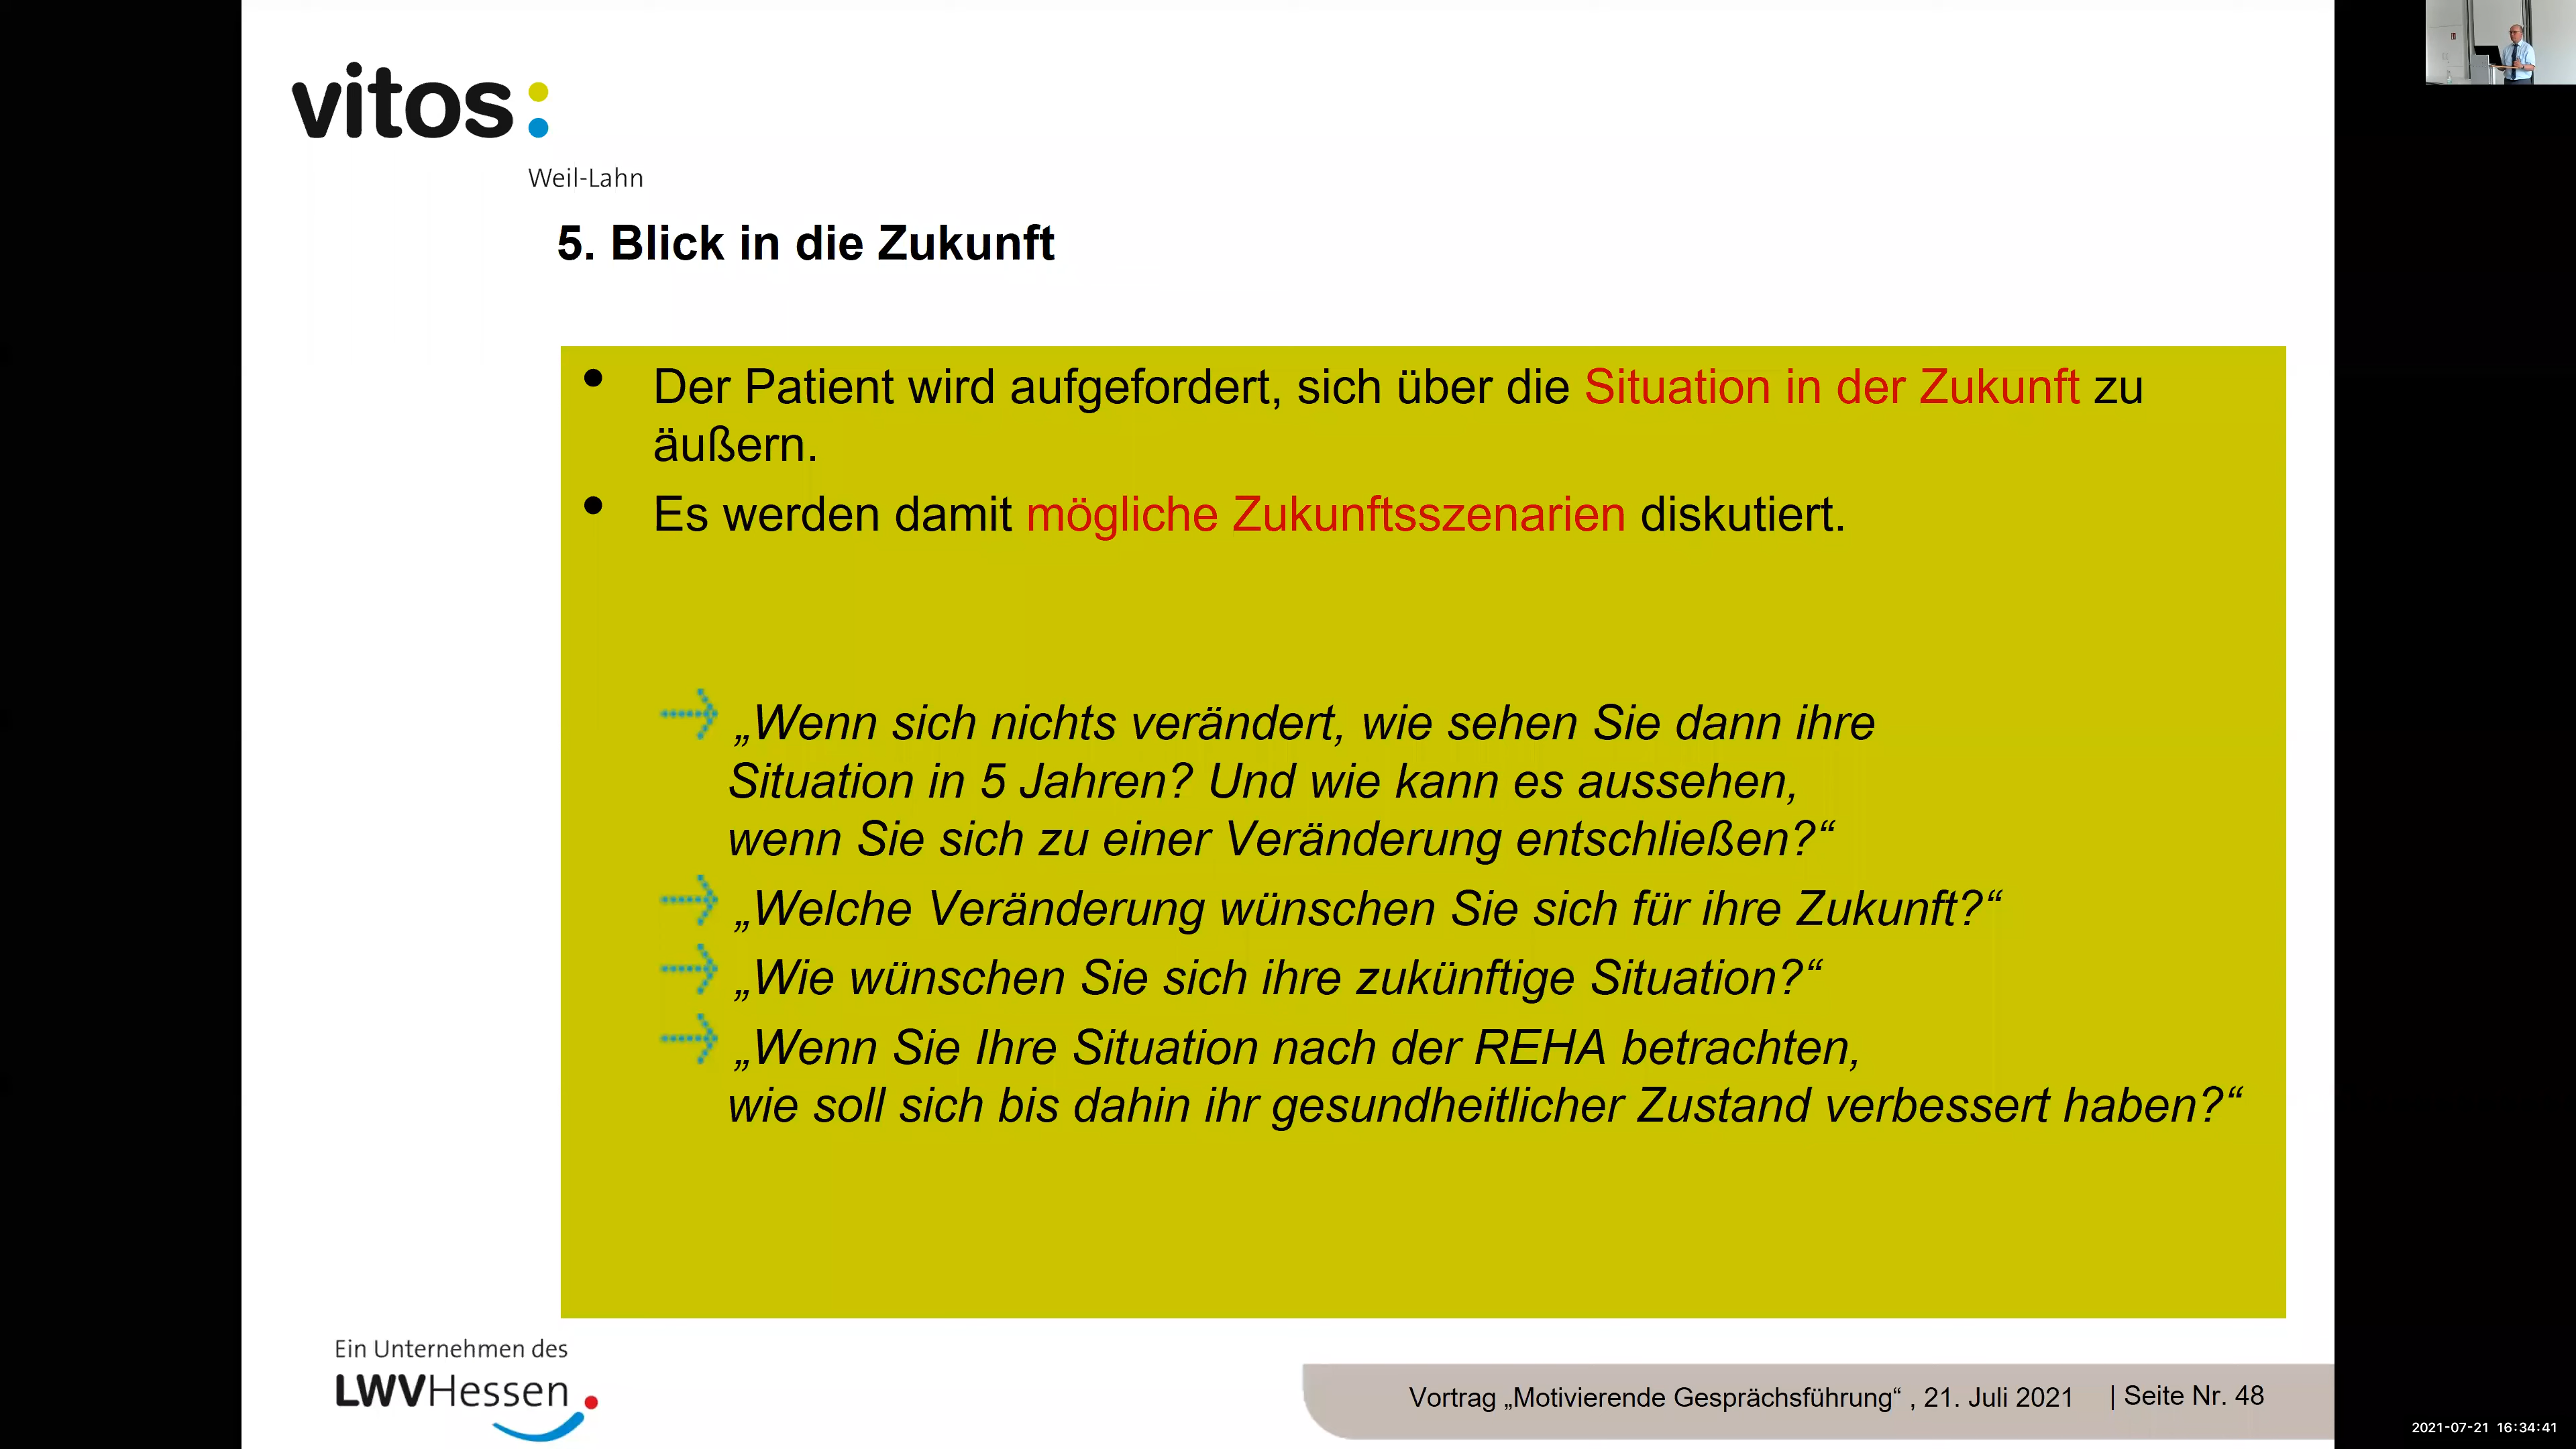 vitos:
Weil-Lahn
5. Blick in die Zukunft
• Der Patient wird aufgefordert, sich über die Situation in der Zukunft zu
äußern.
• Es werden damit mögliche Zukunftsszenarien diskutiert.
„Wenn sich nichts verändert, wie sehen Sie dann ihre
Situation in 5 Jahren? Und wie kann es aussehen,
wenn Sie sich zu einer Veränderung entschließen?“
„Welche Veränderung wünschen Sie sich für ihre Zukunft?“
„Wie wünschen Sie sich ihre zukünftige Situation?“
„Wenn Sie Ihre Situation nach der REHA betrachten,
wie soll sich bis dahin ihr gesundheitlicher Zustand verbessert haben?“
Ein Unternehmen des
LWVHessen
Vortrag „Motivierende Gesprächsführung“ , 21. Juli 2021 | Seite Nr. 48
2021-07-21 16:34:41